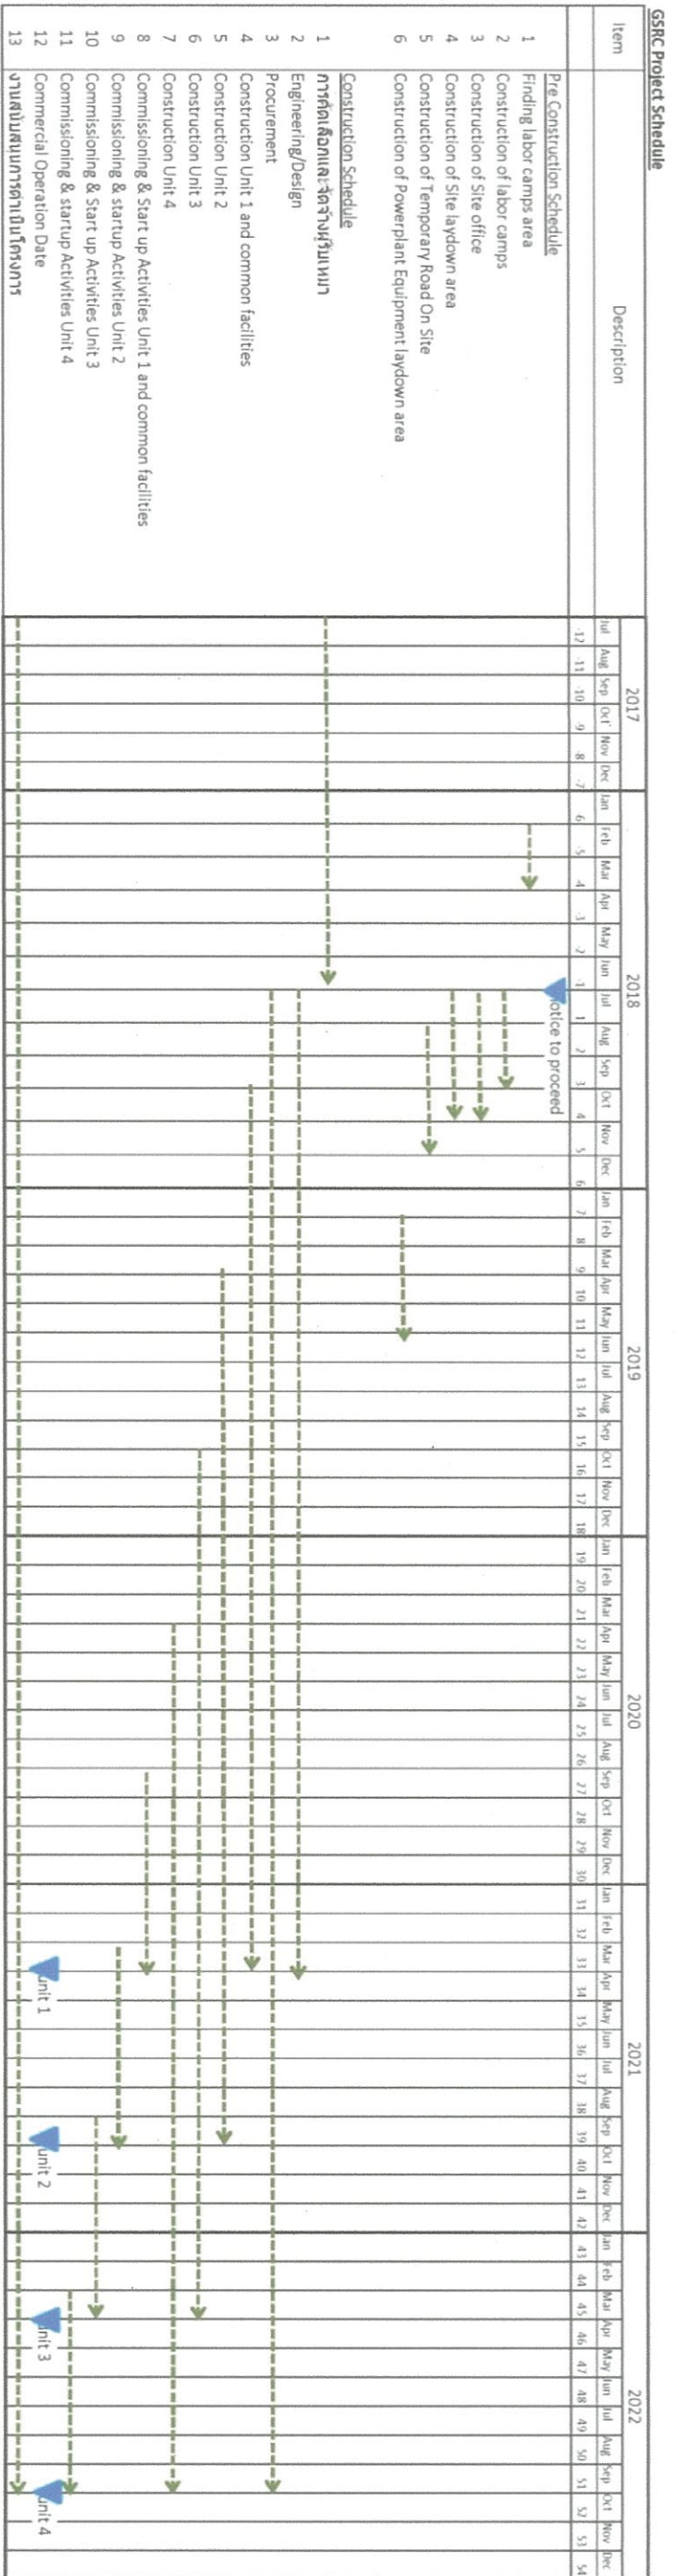 GSRC Project Schedule
Item Description 2017 2018 2019 2020 2021 2022
Jul Aug Sep Oct Nov Dec Jan Feb Mar Apr May Jun Jul Aug Sep Oct Nov Dec Jan Feb Mar Apr May Jun Jul Aug Sep Oct Nov Dec Jan Feb Mar Apr May Jun Jul Aug Sep Oct Nov Dec Jan Feb Mar Apr May Jun Jul Aug Sep Oct Nov Dec Jan Feb Mar Apr May Jun Jul Aug Sep Oct Nov Dec
-12 -11 -10 -9 -8 -7 -6 -5 -4 -3 -2 -1 1 2 3 4 5 6 7 8 9 10 11 12 13 14 15 16 17 18 19 20 21 22 23 24 25 26 27 28 29 30 31 32 33 34 35 36 37 38 39 40 41 42 43 44 45 46 47 48 49 50 51 52 53 54
Pre Construction Schedule otice to proceed
1 Finding labor camps area
2 Construction of labor camps
3 Construction of Site office
4 Construction of Site laydown area
5 Construction of Temporary Road On Site
6 Construction of Powerplant Equipment laydown area
Construction Schedule
1 การคัดเลือกและจัดจ้างผู้รับเหมา
2 Engineering/Design
3 Procurement
4 Construction Unit 1 and common facilities
5 Construction Unit 2
6 Construction Unit 3
7 Construction Unit 4
8 Commissioning & Start up Activities Unit 1 and common facilities
9 Commissioning & startup Activities Unit 2
10 Commissioning & Start up Activities Unit 3
11 Commissioning & startup Activities Unit 4
12 Commercial Operation Date unit 1 unit 2 unit 3 unit 4
13 งานสนับสนุนการดำเนินโครงการ